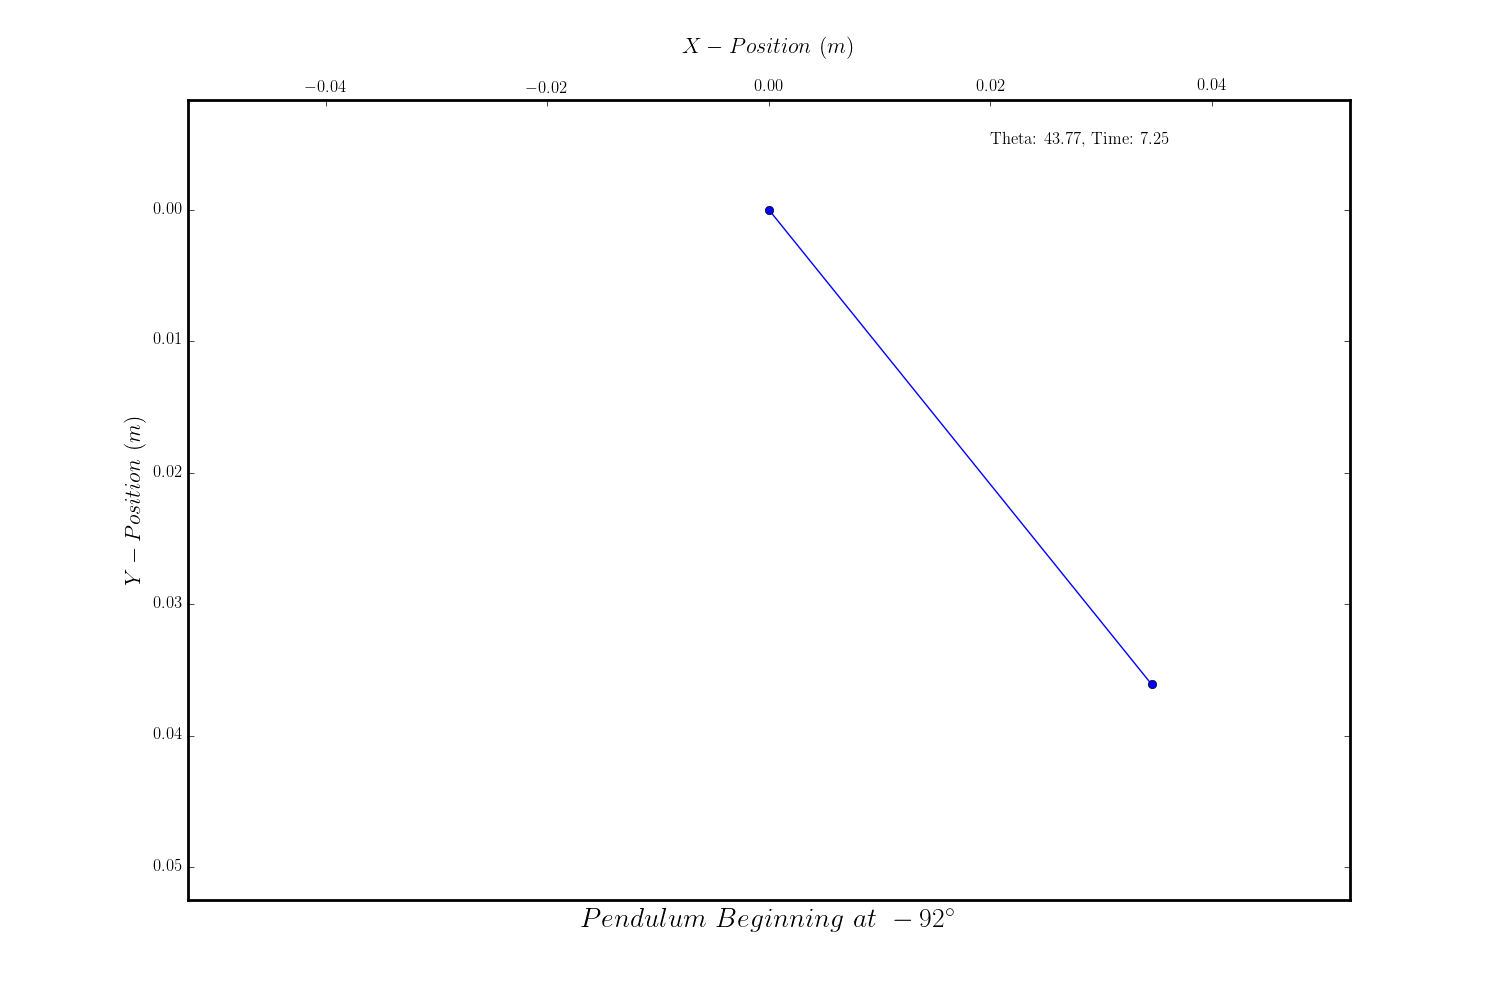 X − Position (m)
−0.04 −0.02 0.00 0.02 0.04
Theta: 43.77, Time: 7.25
0.00
0.01
0.02
0.03
0.04
0.05
Y − Position (m)
Pendulum Beginning at −92°